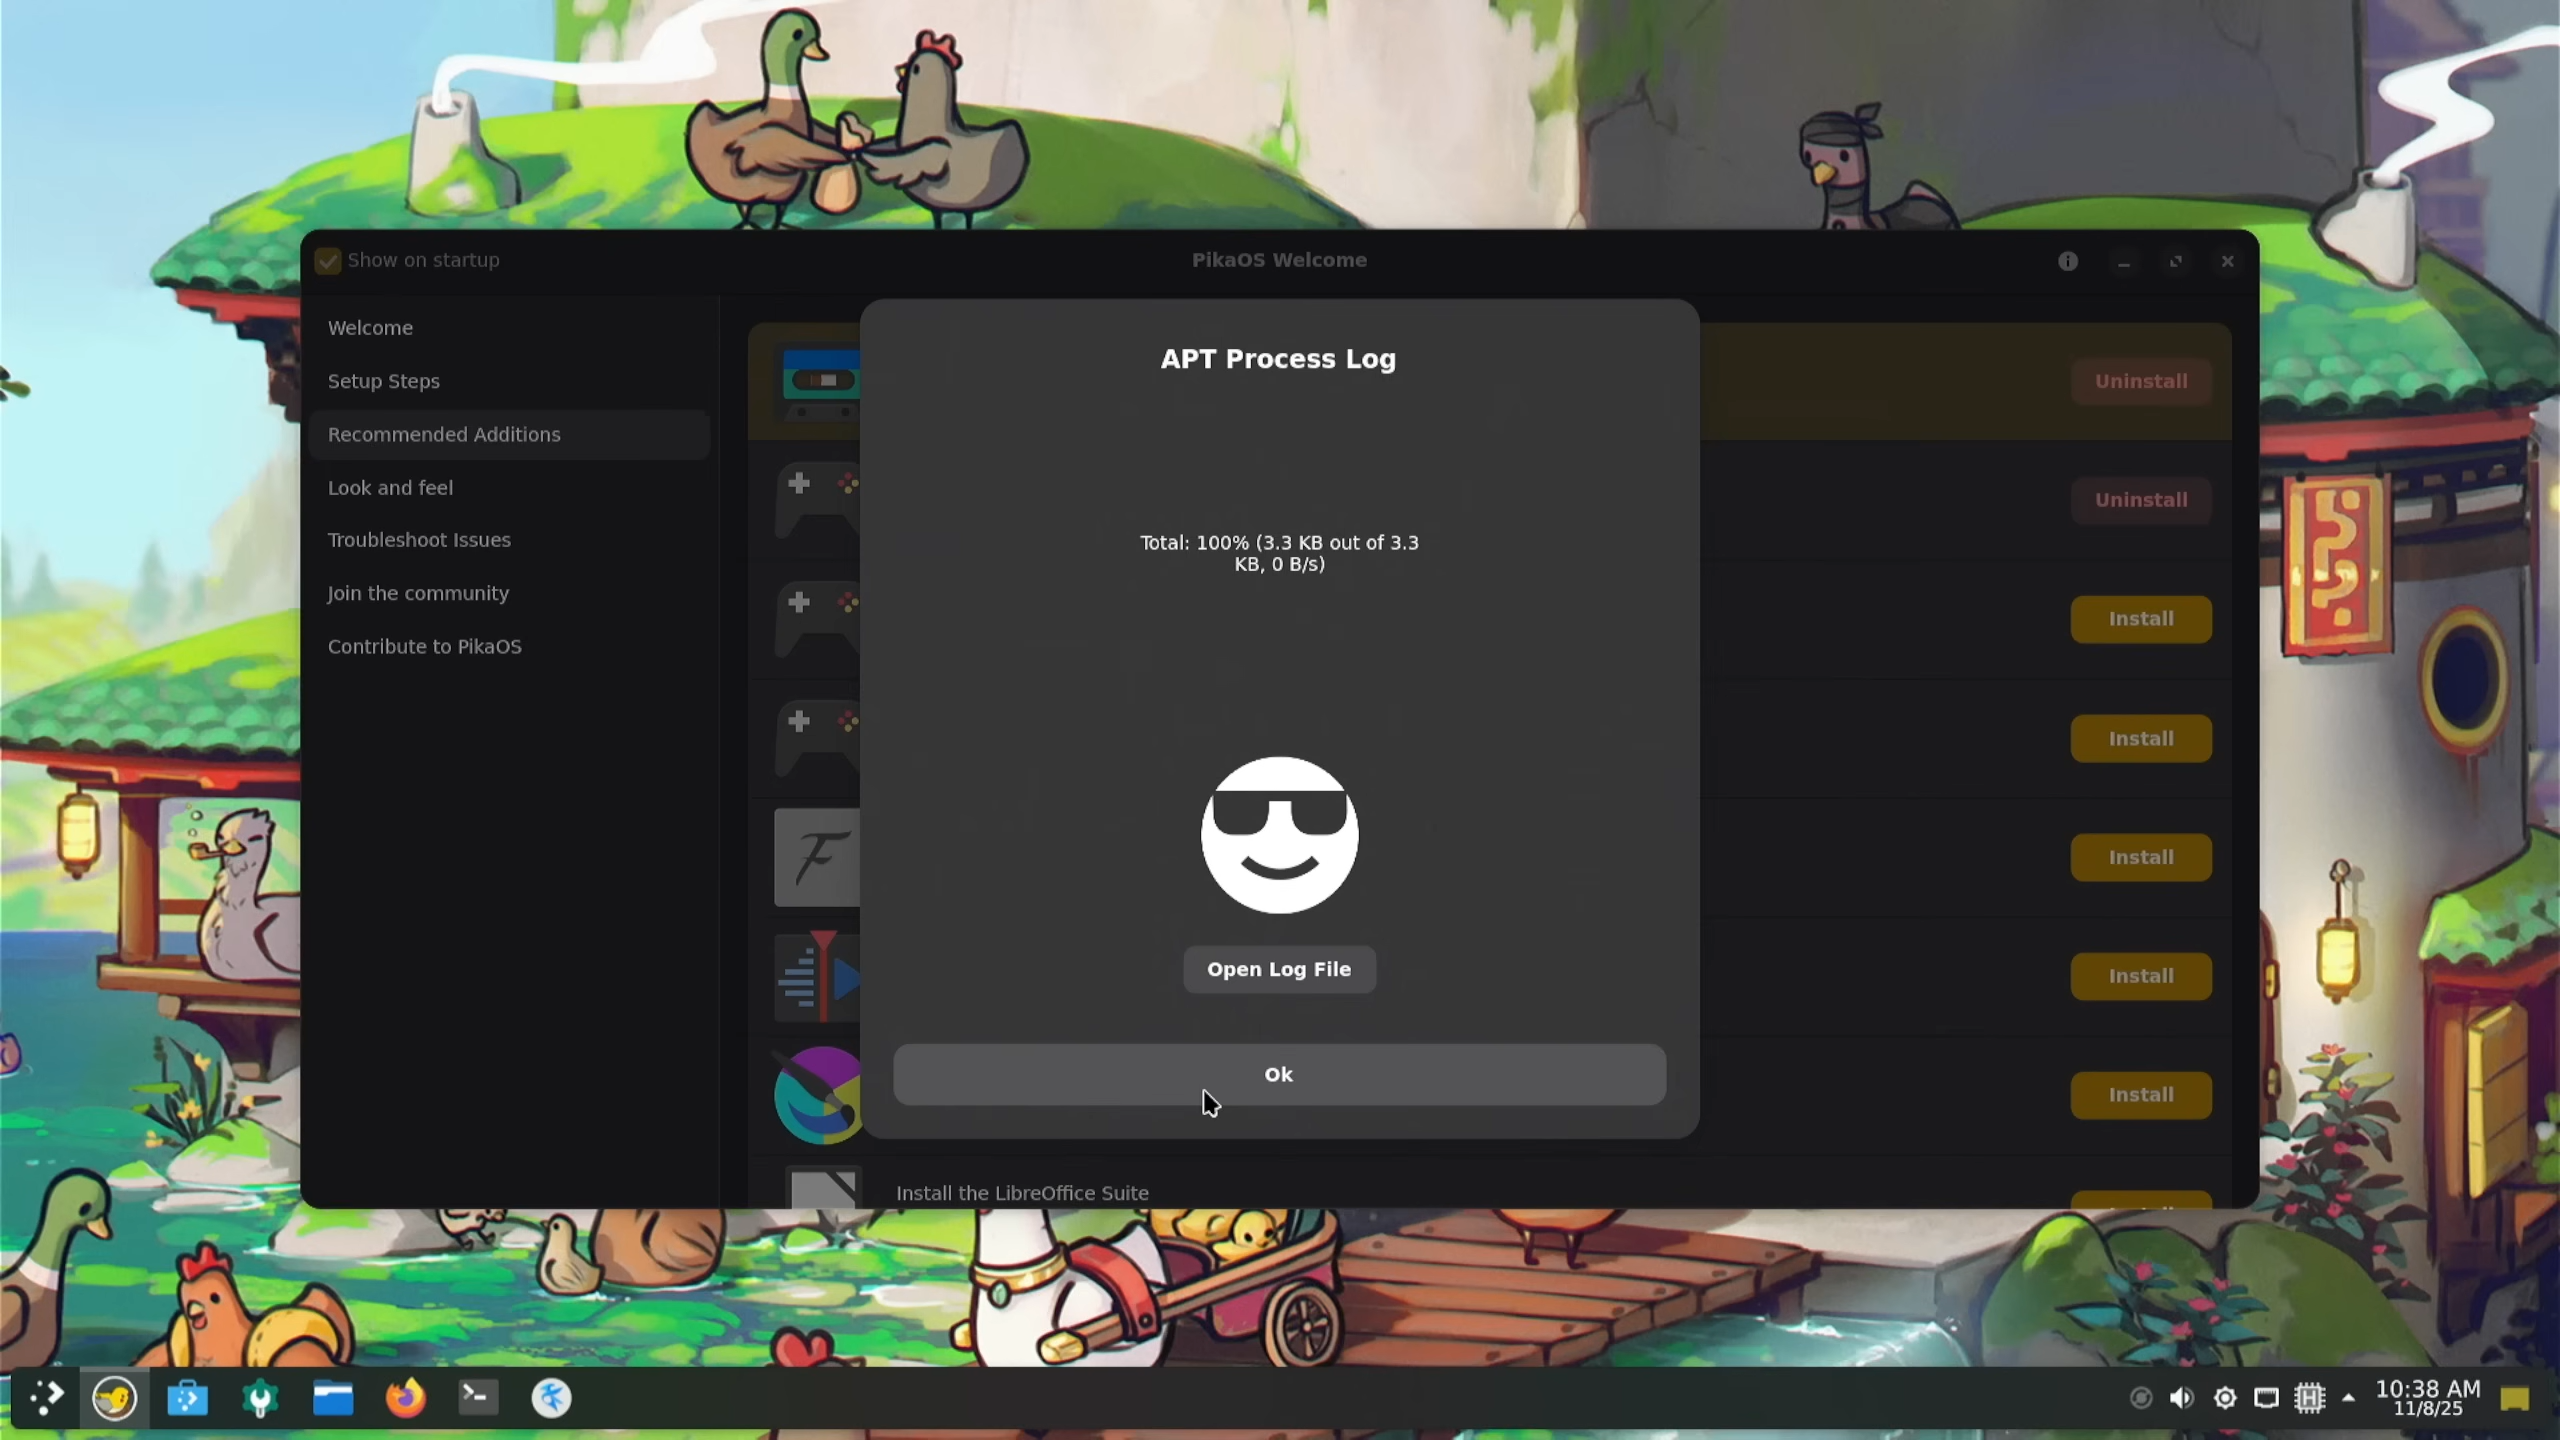 Show on startup
PikaOS Welcome
Welcome
Setup Steps
Recommended Additions
Look and feel
Troubleshoot Issues
Join the community
Contribute to PikaOS
APT Process Log
Total: 100% (3.3 KB out of 3.3
KB, 0 B/s)
Open Log File
Ok
Uninstall
Uninstall
Install
Install
Install
Install
Install
Install the LibreOffice Suite
10:38 AM
11/8/25